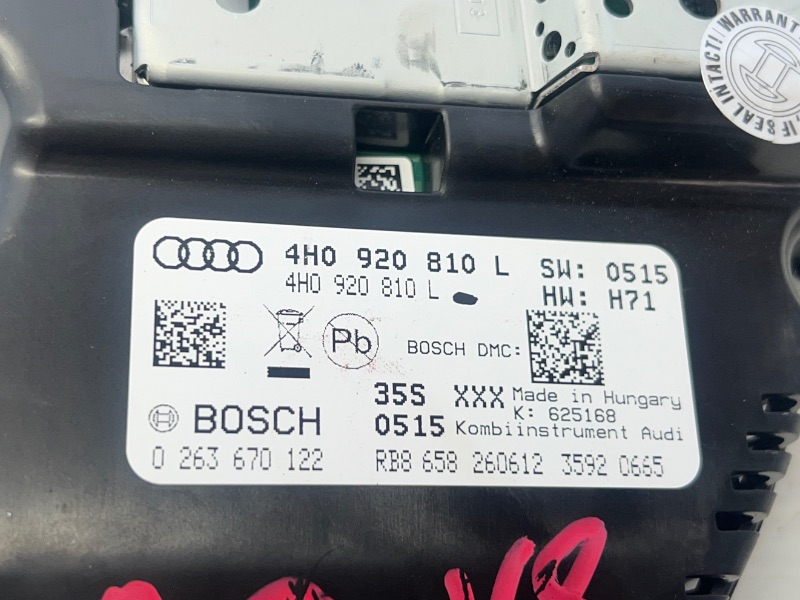 WARRANTY
IF SEAL INTACT!
4H0 920 810 L
SW: 0515
4H0 920 810 L
HW: H71
Pb
BOSCH DMC:
35S XXX Made in Hungary
K: 625168
BOSCH
0515 Kombiinstrument Audi
0 263 670 122
RB8 658 260612 3592 0665